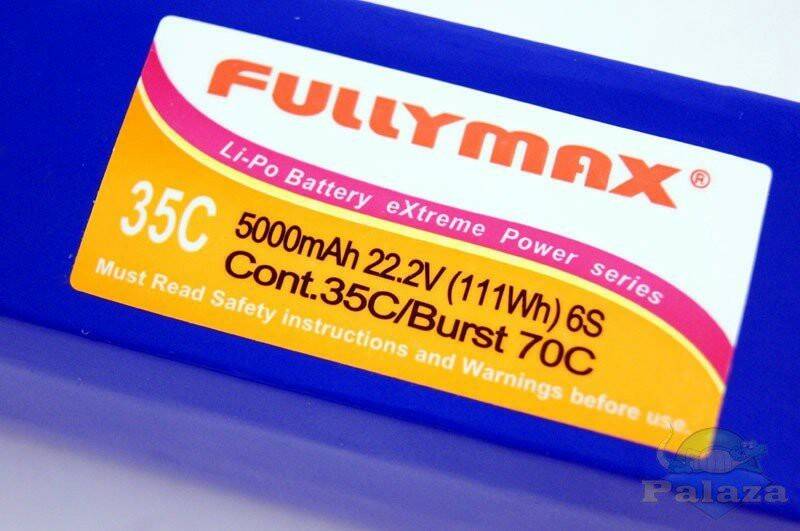 FULLYMAX®
Li-Po Battery eXtreme Power series
35C
5000mAh 22.2V (111Wh) 6S
Cont.35C/Burst 70C
Must Read Safety instructions and Warnings before use.
Palaza